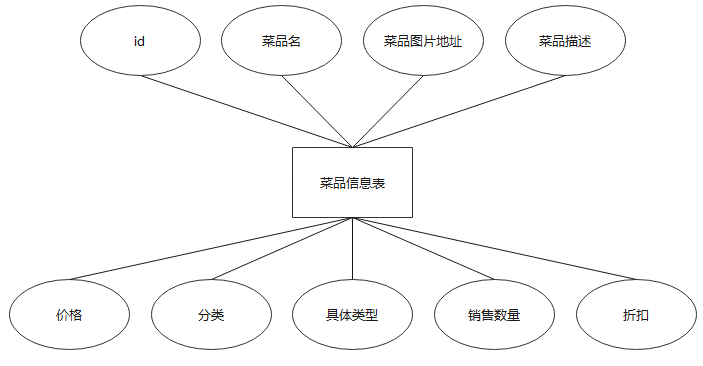 id
菜品名
菜品图片地址
菜品描述
菜品信息表
价格
分类
具体类型
销售数量
折扣